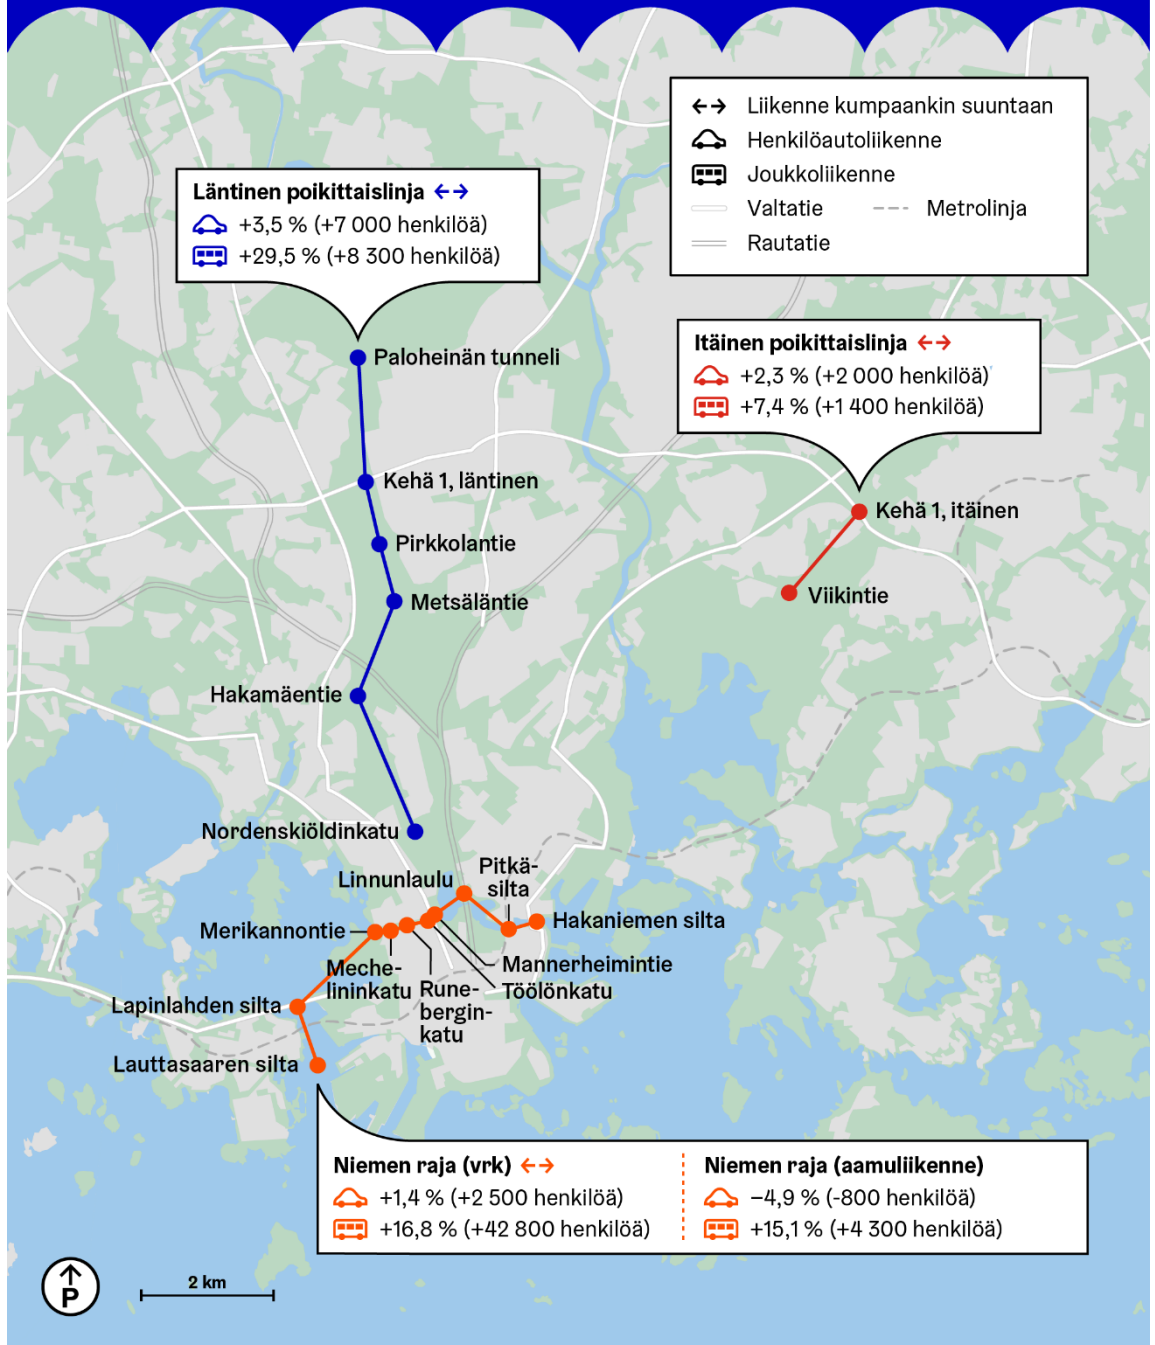 Liikenne kumpaankin suuntaan
Henkilöautoliikenne
Joukkoliikenne
Valtatie
Metrolinja
Rautatie
Läntinen poikittaislinja
+3,5 % (+7 000 henkilöä)
+29,5 % (+8 300 henkilöä)
Itäinen poikittaislinja
+2,3 % (+2 000 henkilöä)
+7,4 % (+1 400 henkilöä)
Paloheinän tunneli
Kehä 1, läntinen
Kehä 1, itäinen
Pirkkolantie
Metsäläntie
Viikintie
Hakamäentie
Nordenskiöldinkatu
Linnunlaulu
Pitkä-
silta
Merikannontie
Hakaniemen silta
Meche-
lininkatu
Rune-
bergin-
katu
Mannerheimintie
Töölönkatu
Lapinlahden silta
Lauttasaaren silta
Niemen raja (vrk)
+1,4 % (+2 500 henkilöä)
+16,8 % (+42 800 henkilöä)
Niemen raja (aamuliikenne)
−4,9 % (-800 henkilöä)
+15,1 % (+4 300 henkilöä)
P
2 km